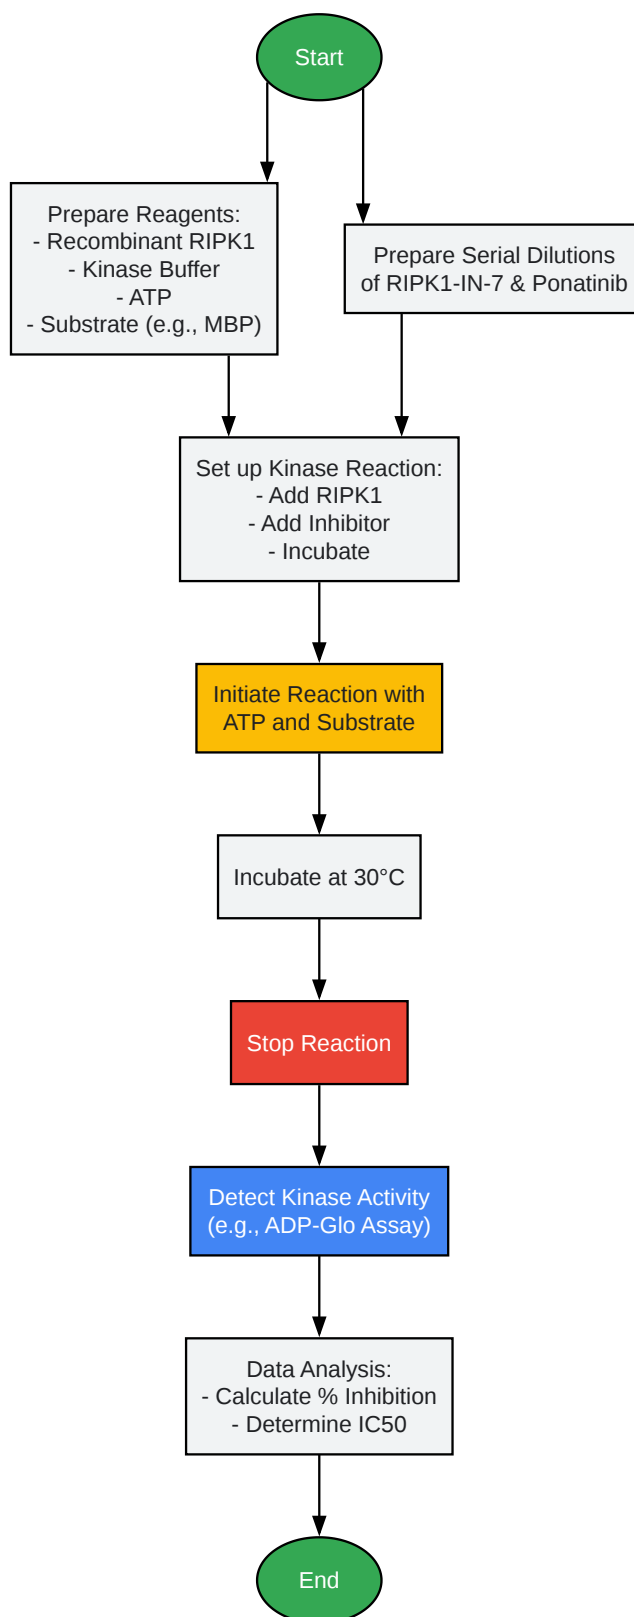 Start
Prepare Reagents:
- Recombinant RIPK1
- Kinase Buffer
- ATP
- Substrate (e.g., MBP)
Prepare Serial Dilutions
of RIPK1-IN-7 & Ponatinib
Set up Kinase Reaction:
- Add RIPK1
- Add Inhibitor
- Incubate
Initiate Reaction with
ATP and Substrate
Incubate at 30°C
Stop Reaction
Detect Kinase Activity
(e.g., ADP-Glo Assay)
Data Analysis:
- Calculate % Inhibition
- Determine IC50
End